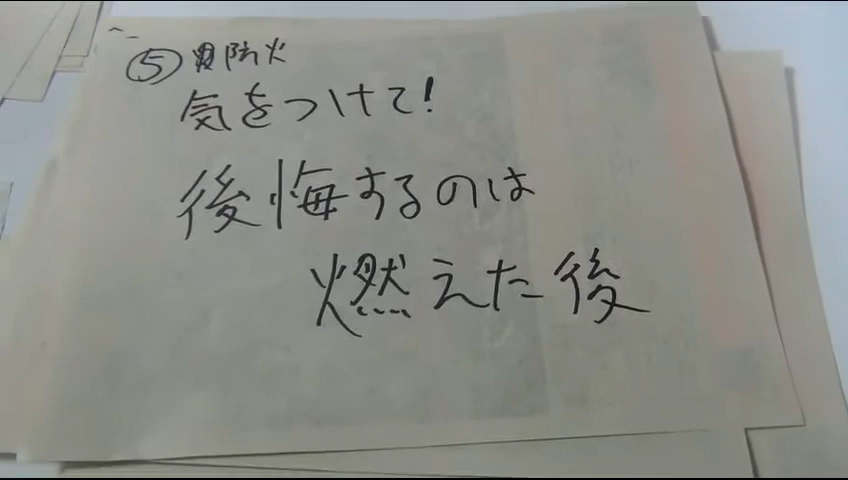 ⑤ 防火
気をつけて!
後悔するのは
燃えた後